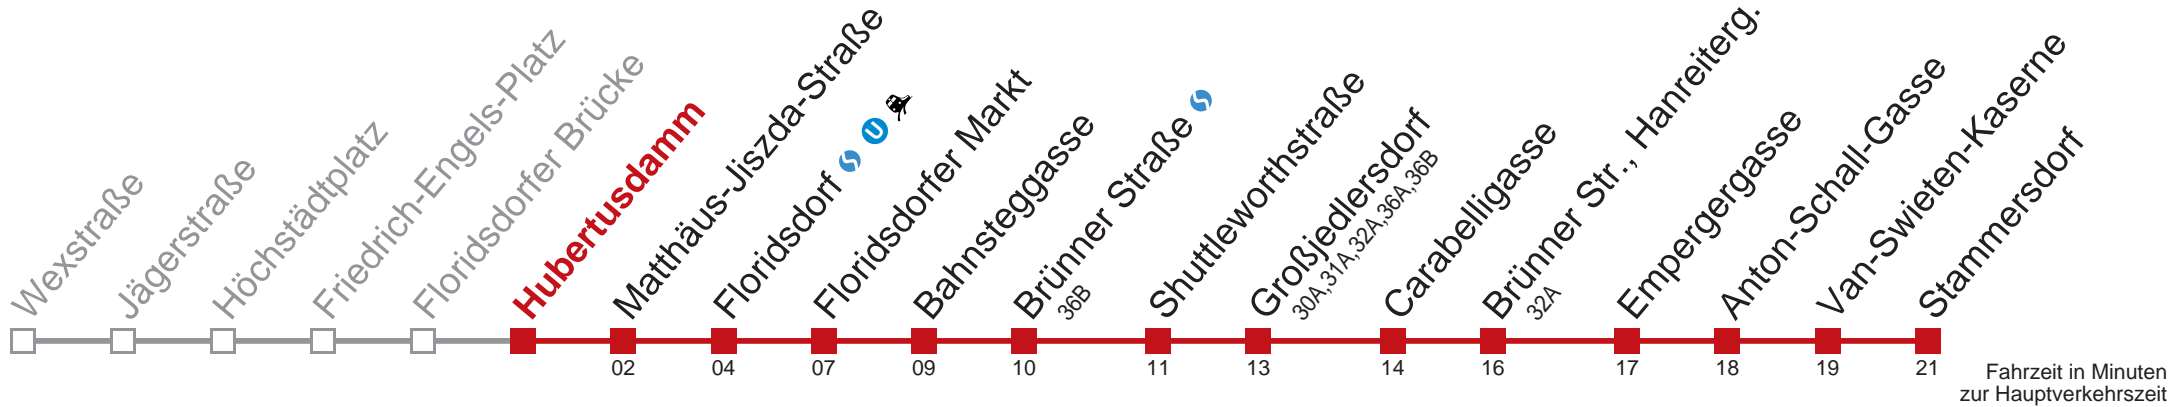 Wexstraße
Jägerstraße
Höchstädtplatz
Friedrich-Engels-Platz
Floridsdorfer Brücke
Hubertusdamm
Matthäus-Jiszda-Straße
Floridsdorf S U
Floridsdorfer Markt
Bahnsteggasse
Brünner Straße S
36B
Shuttleworthstraße
Großjedlersdorf
30A,31A,32A,36A,36B
Carabelligasse
Brünner Str., Hanreiterg.
32A
Empergergasse
Anton-Schall-Gasse
Van-Swieten-Kaserne
Stammersdorf
02 04 07 09 10 11 13 14 16 17 18 19 21
Fahrzeit in Minuten
zur Hauptverkehrszeit